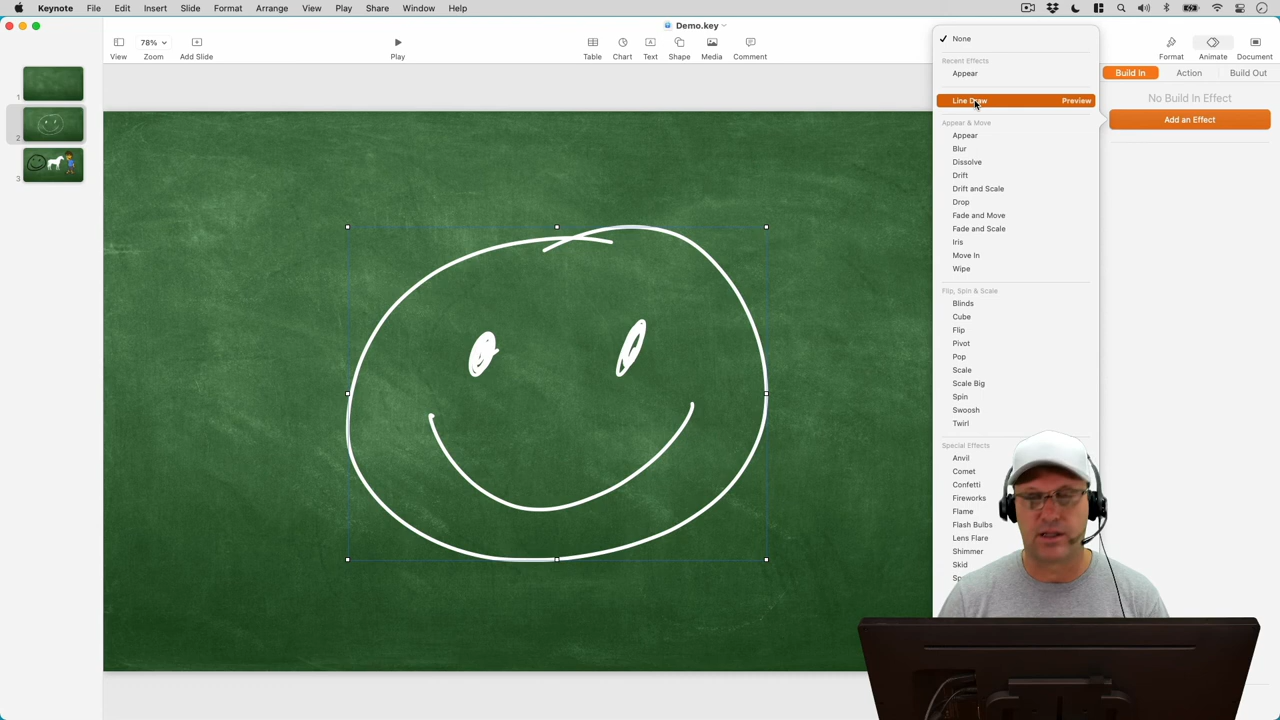 Keynote File Edit Insert Slide Format Arrange View Play Share Window Help
Demo.key
78%
View Zoom Add Slide Play Table Chart Text Shape Media Comment Format Animate Document
1
2
3
None
Recent Effects
Appear
Line Draw Preview
Appear & Move
Appear
Blur
Dissolve
Drift
Drift and Scale
Drop
Fade and Move
Fade and Scale
Iris
Move In
Wipe
Flip, Spin & Scale
Blinds
Cube
Flip
Pivot
Pop
Scale
Scale Big
Spin
Swoosh
Twirl
Special Effects
Anvil
Comet
Confetti
Fireworks
Flame
Flash Bulbs
Lens Flare
Shimmer
Skid
Build In Action Build Out
No Build In Effect
Add an Effect